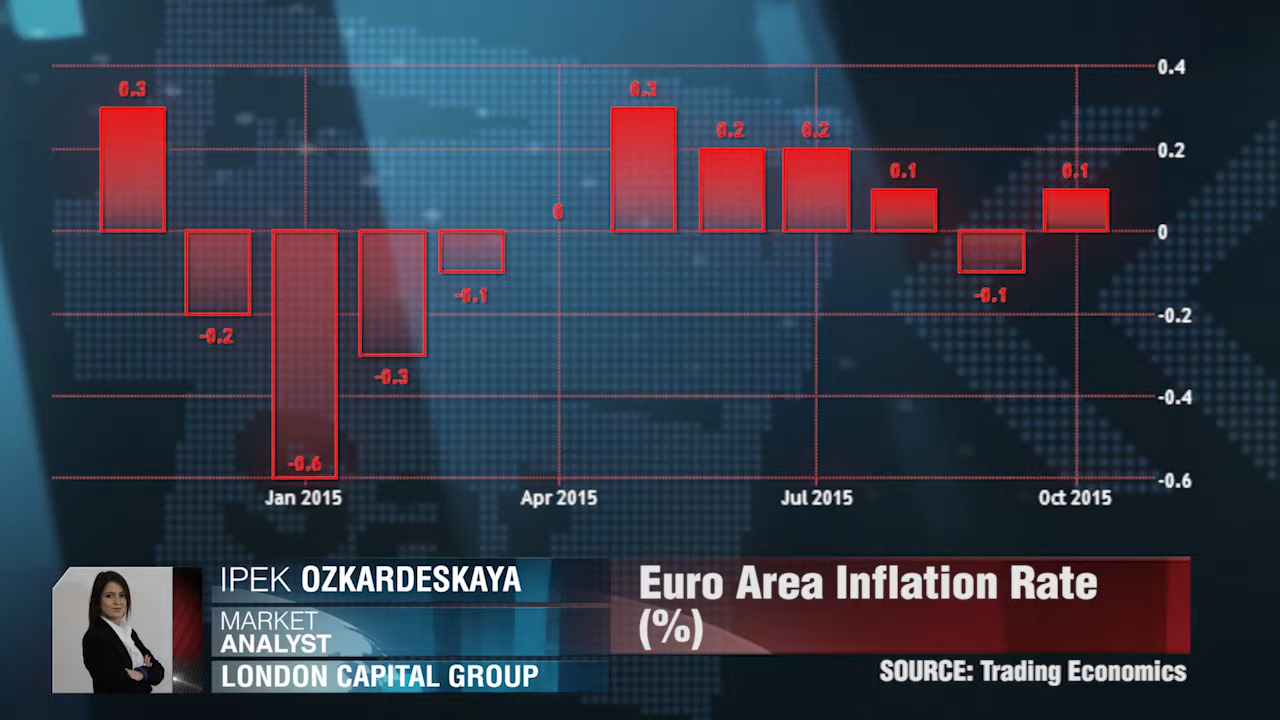 0.3
-0.2
-0.6
-0.3
-0.1
0
0.3
0.2
0.2
0.1
-0.1
0.1
0.4
0.2
0
-0.2
-0.4
-0.6
Jan 2015 Apr 2015 Jul 2015 Oct 2015
IPEK OZKARDESKAYA
MARKET
ANALYST
LONDON CAPITAL GROUP
Euro Area Inflation Rate
(%)
SOURCE: Trading Economics